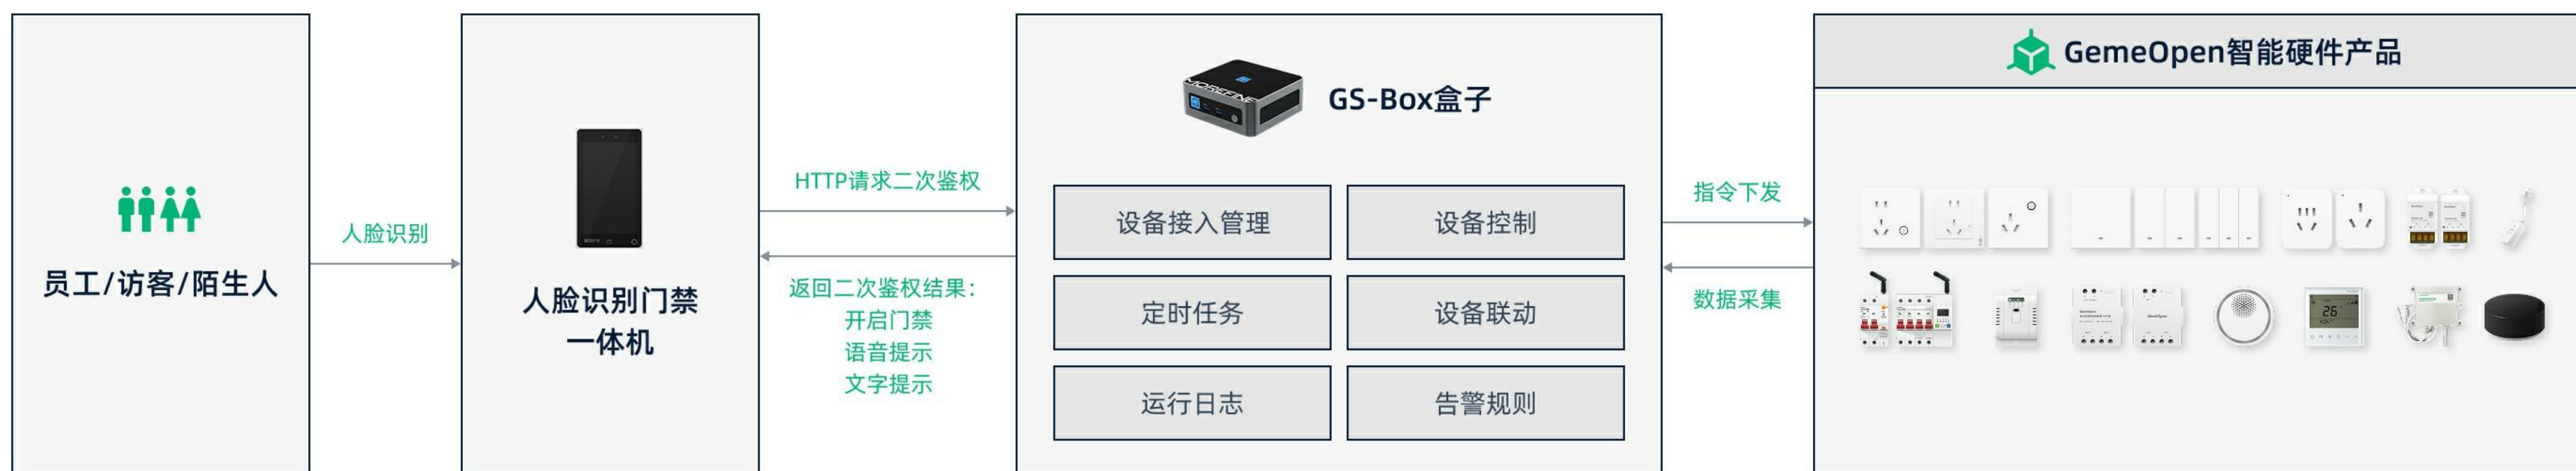 员工/访客/陌生人
人脸识别
人脸识别门禁
一体机
HTTP请求二次鉴权
返回二次鉴权结果：
开启门禁
语音提示
文字提示
GS-Box盒子
设备接入管理
设备控制
定时任务
设备联动
运行日志
告警规则
指令下发
数据采集
GemeOpen智能硬件产品
26